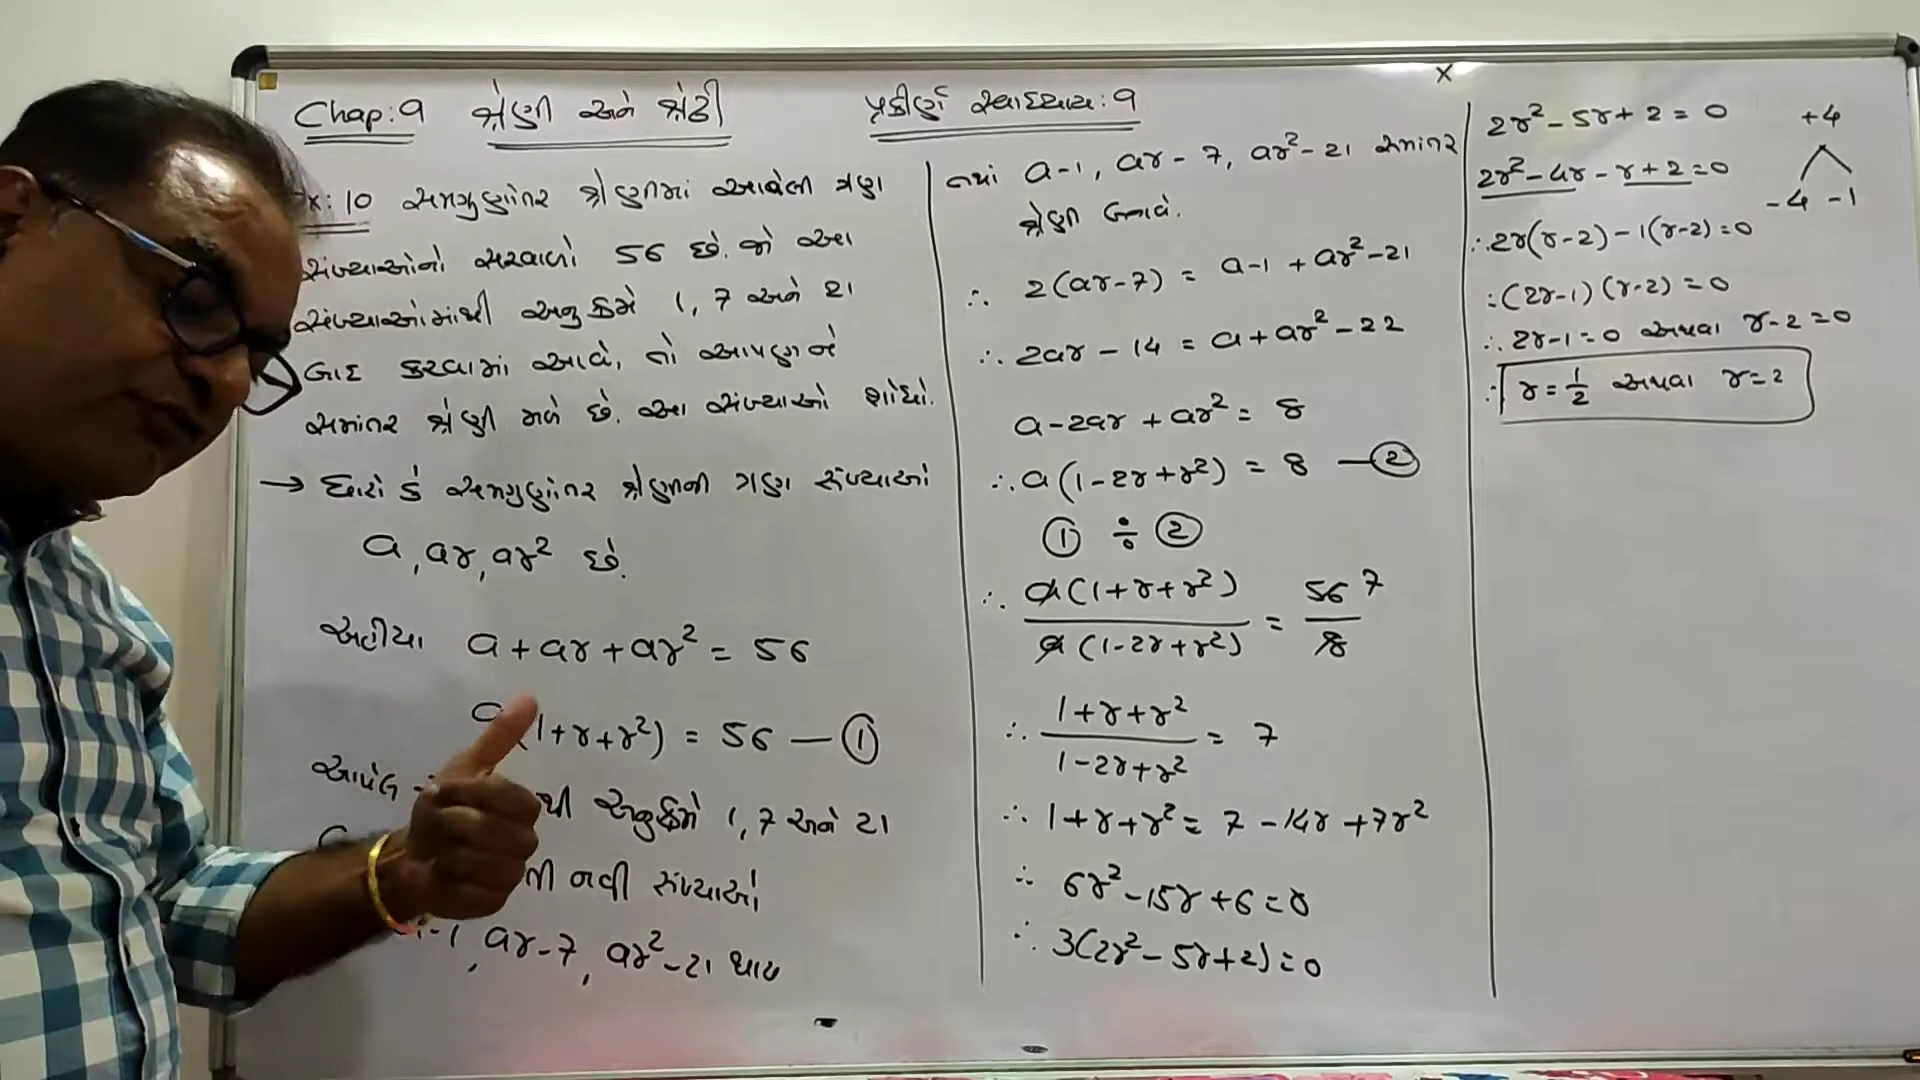 Chap: 9 શ્રેણી અને શ્રેઢી
પ્રકીર્ણ સ્વાધ્યાય: 9
x: 10 સમગુણોત્તર શ્રેણીમાં આવેલી ત્રણ
સંખ્યાઓનો સરવાળો 56 છે. જો આ
સંખ્યાઓમાંથી અનુક્રમે 1, 7 અને 21
બાદ કરવામાં આવે, તો આપણને
સમાંતર શ્રેણી મળે છે. આ સંખ્યાઓ શોધો.
→ ધારો કે સમગુણોત્તર શ્રેણીની ત્રણ સંખ્યાઓ
a, ar, ar² છે.
અહીંયા a + ar + ar² = 56
a(1+r+r²) = 56 — ①
આપેલ થી અનુક્રમે 1, 7 અને 21
નવી સંખ્યાઓ
-1, ar-7, ar²-21 થાય
તથા a-1, ar-7, ar²-21 સમાંતર
શ્રેણી બનાવે.
∴ 2(ar-7) = a-1 + ar²-21
∴ 2ar - 14 = a + ar² - 22
a - 2ar + ar² = 8
∴ a(1-2r+r²) = 8 — ②
① ÷ ②
∴ a(1+r+r²) / a(1-2r+r²) = 56 7 / 8
∴ 1+r+r² / 1-2r+r² = 7
∴ 1+r+r² = 7 - 14r + 7r²
∴ 6r² - 15r + 6 = 0
∴ 3(2r² - 5r + 2) = 0
x
2r² - 5r + 2 = 0 +4
2r² - 4r - r + 2 = 0 -4 -1
∴ 2r(r-2) - 1(r-2) = 0
∴ (2r-1)(r-2) = 0
∴ 2r-1 = 0 અથવા r-2 = 0
∴ r = 1/2 અથવા r = 2